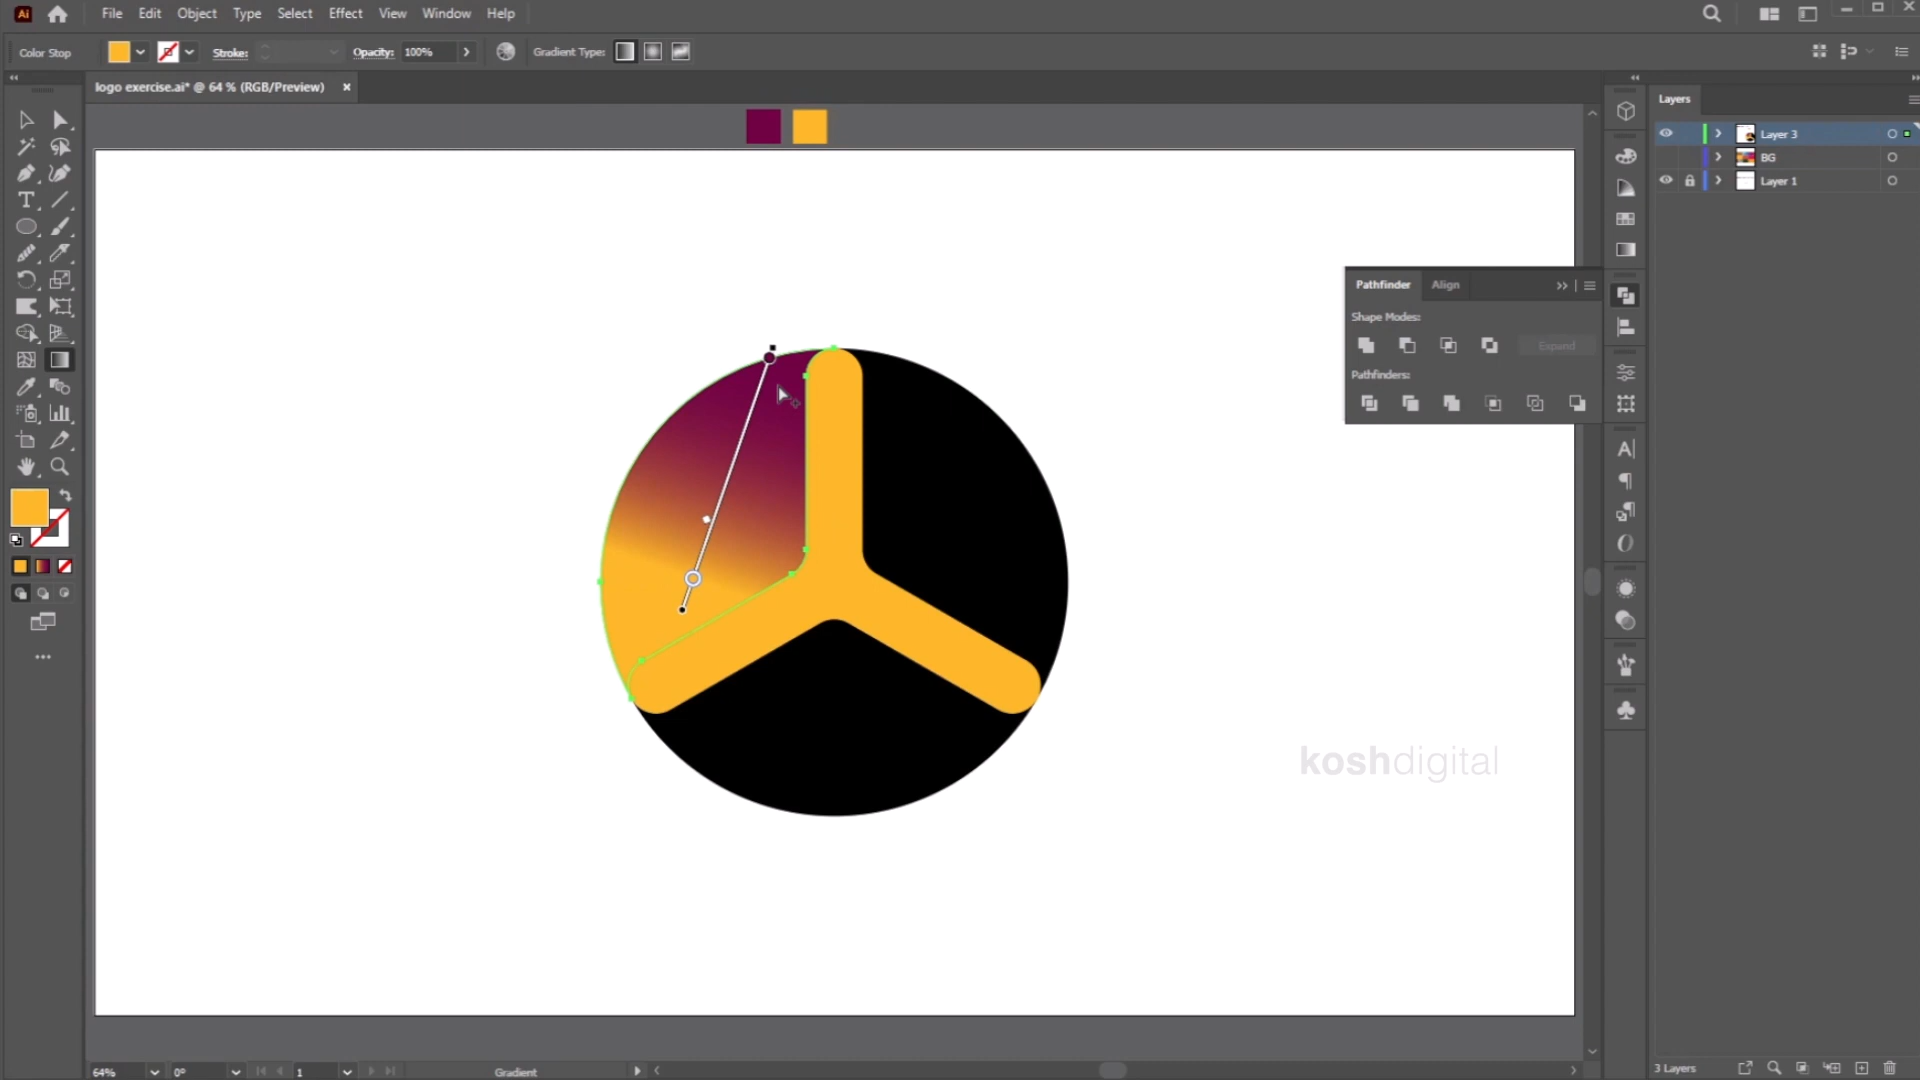 Ai File Edit Object Type Select Effect View Window Help
Color Stop Stroke: Opacity: 100% Gradient Type:
logo exercise.ai* @ 64 % (RGB/Preview) ×
Layers
Layer 3
BG
Layer 1
Pathfinder Align
Shape Modes:
Expand
Pathfinders:
koshdigital
64% 0° 1 Gradient
3 Layers